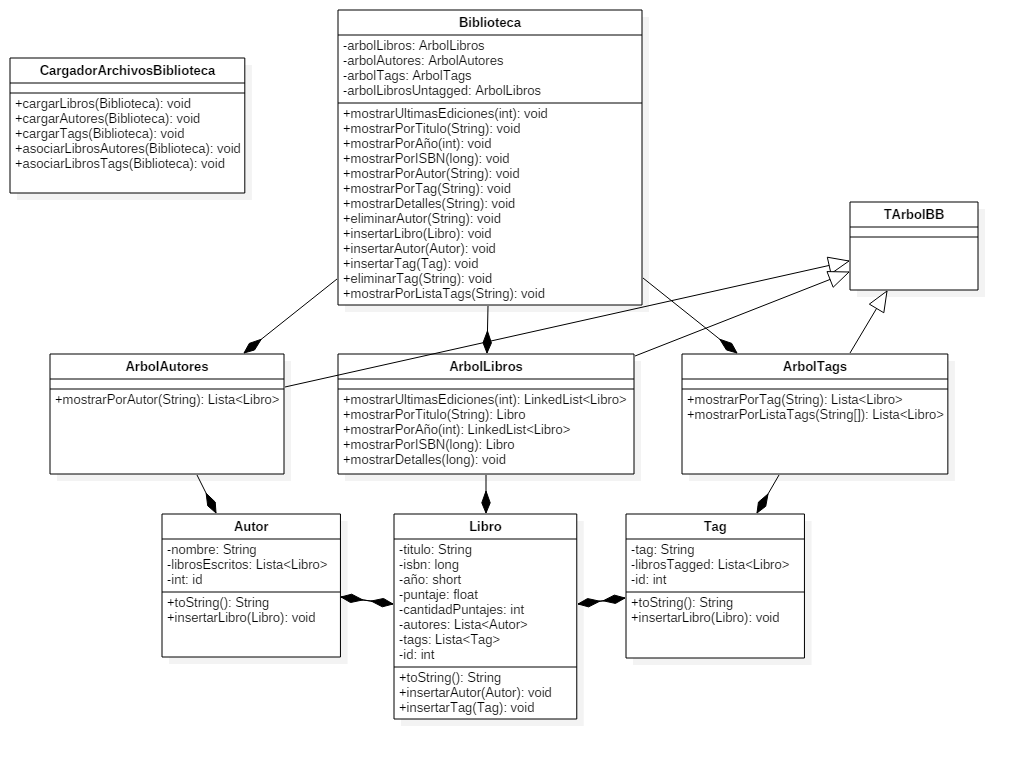 Biblioteca
-arbolLibros: ArbolLibros
-arbolAutores: ArbolAutores
-arbolTags: ArbolTags
-arbolLibrosUntagged: ArbolLibros
+mostrarUltimasEdiciones(int): void
+mostrarPorTitulo(String): void
+mostrarPorAño(int): void
+mostrarPorISBN(long): void
+mostrarPorAutor(String): void
+mostrarPorTag(String): void
+mostrarDetalles(String): void
+eliminarAutor(String): void
+insertarLibro(Libro): void
+insertarAutor(Autor): void
+insertarTag(Tag): void
+eliminarTag(String): void
+mostrarPorListaTags(String): void
CargadorArchivosBiblioteca
+cargarLibros(Biblioteca): void
+cargarAutores(Biblioteca): void
+cargarTags(Biblioteca): void
+asociarLibrosAutores(Biblioteca): void
+asociarLibrosTags(Biblioteca): void
TArbolBB
ArbolAutores
+mostrarPorAutor(String): Lista<Libro>
ArbolLibros
+mostrarUltimasEdiciones(int): LinkedList<Libro>
+mostrarPorTitulo(String): Libro
+mostrarPorAño(int): LinkedList<Libro>
+mostrarPorISBN(long): Libro
+mostrarDetalles(long): void
ArbolTags
+mostrarPorTag(String): Lista<Libro>
+mostrarPorListaTags(String[]): Lista<Libro>
Autor
-nombre: String
-librosEscritos: Lista<Libro>
-int: id
+toString(): String
+insertarLibro(Libro): void
Libro
-titulo: String
-isbn: long
-año: short
-puntaje: float
-cantidadPuntajes: int
-autores: Lista<Autor>
-tags: Lista<Tag>
-id: int
+toString(): String
+insertarAutor(Autor): void
+insertarTag(Tag): void
Tag
-tag: String
-librosTagged: Lista<Libro>
-id: int
+toString(): String
+insertarLibro(Libro): void